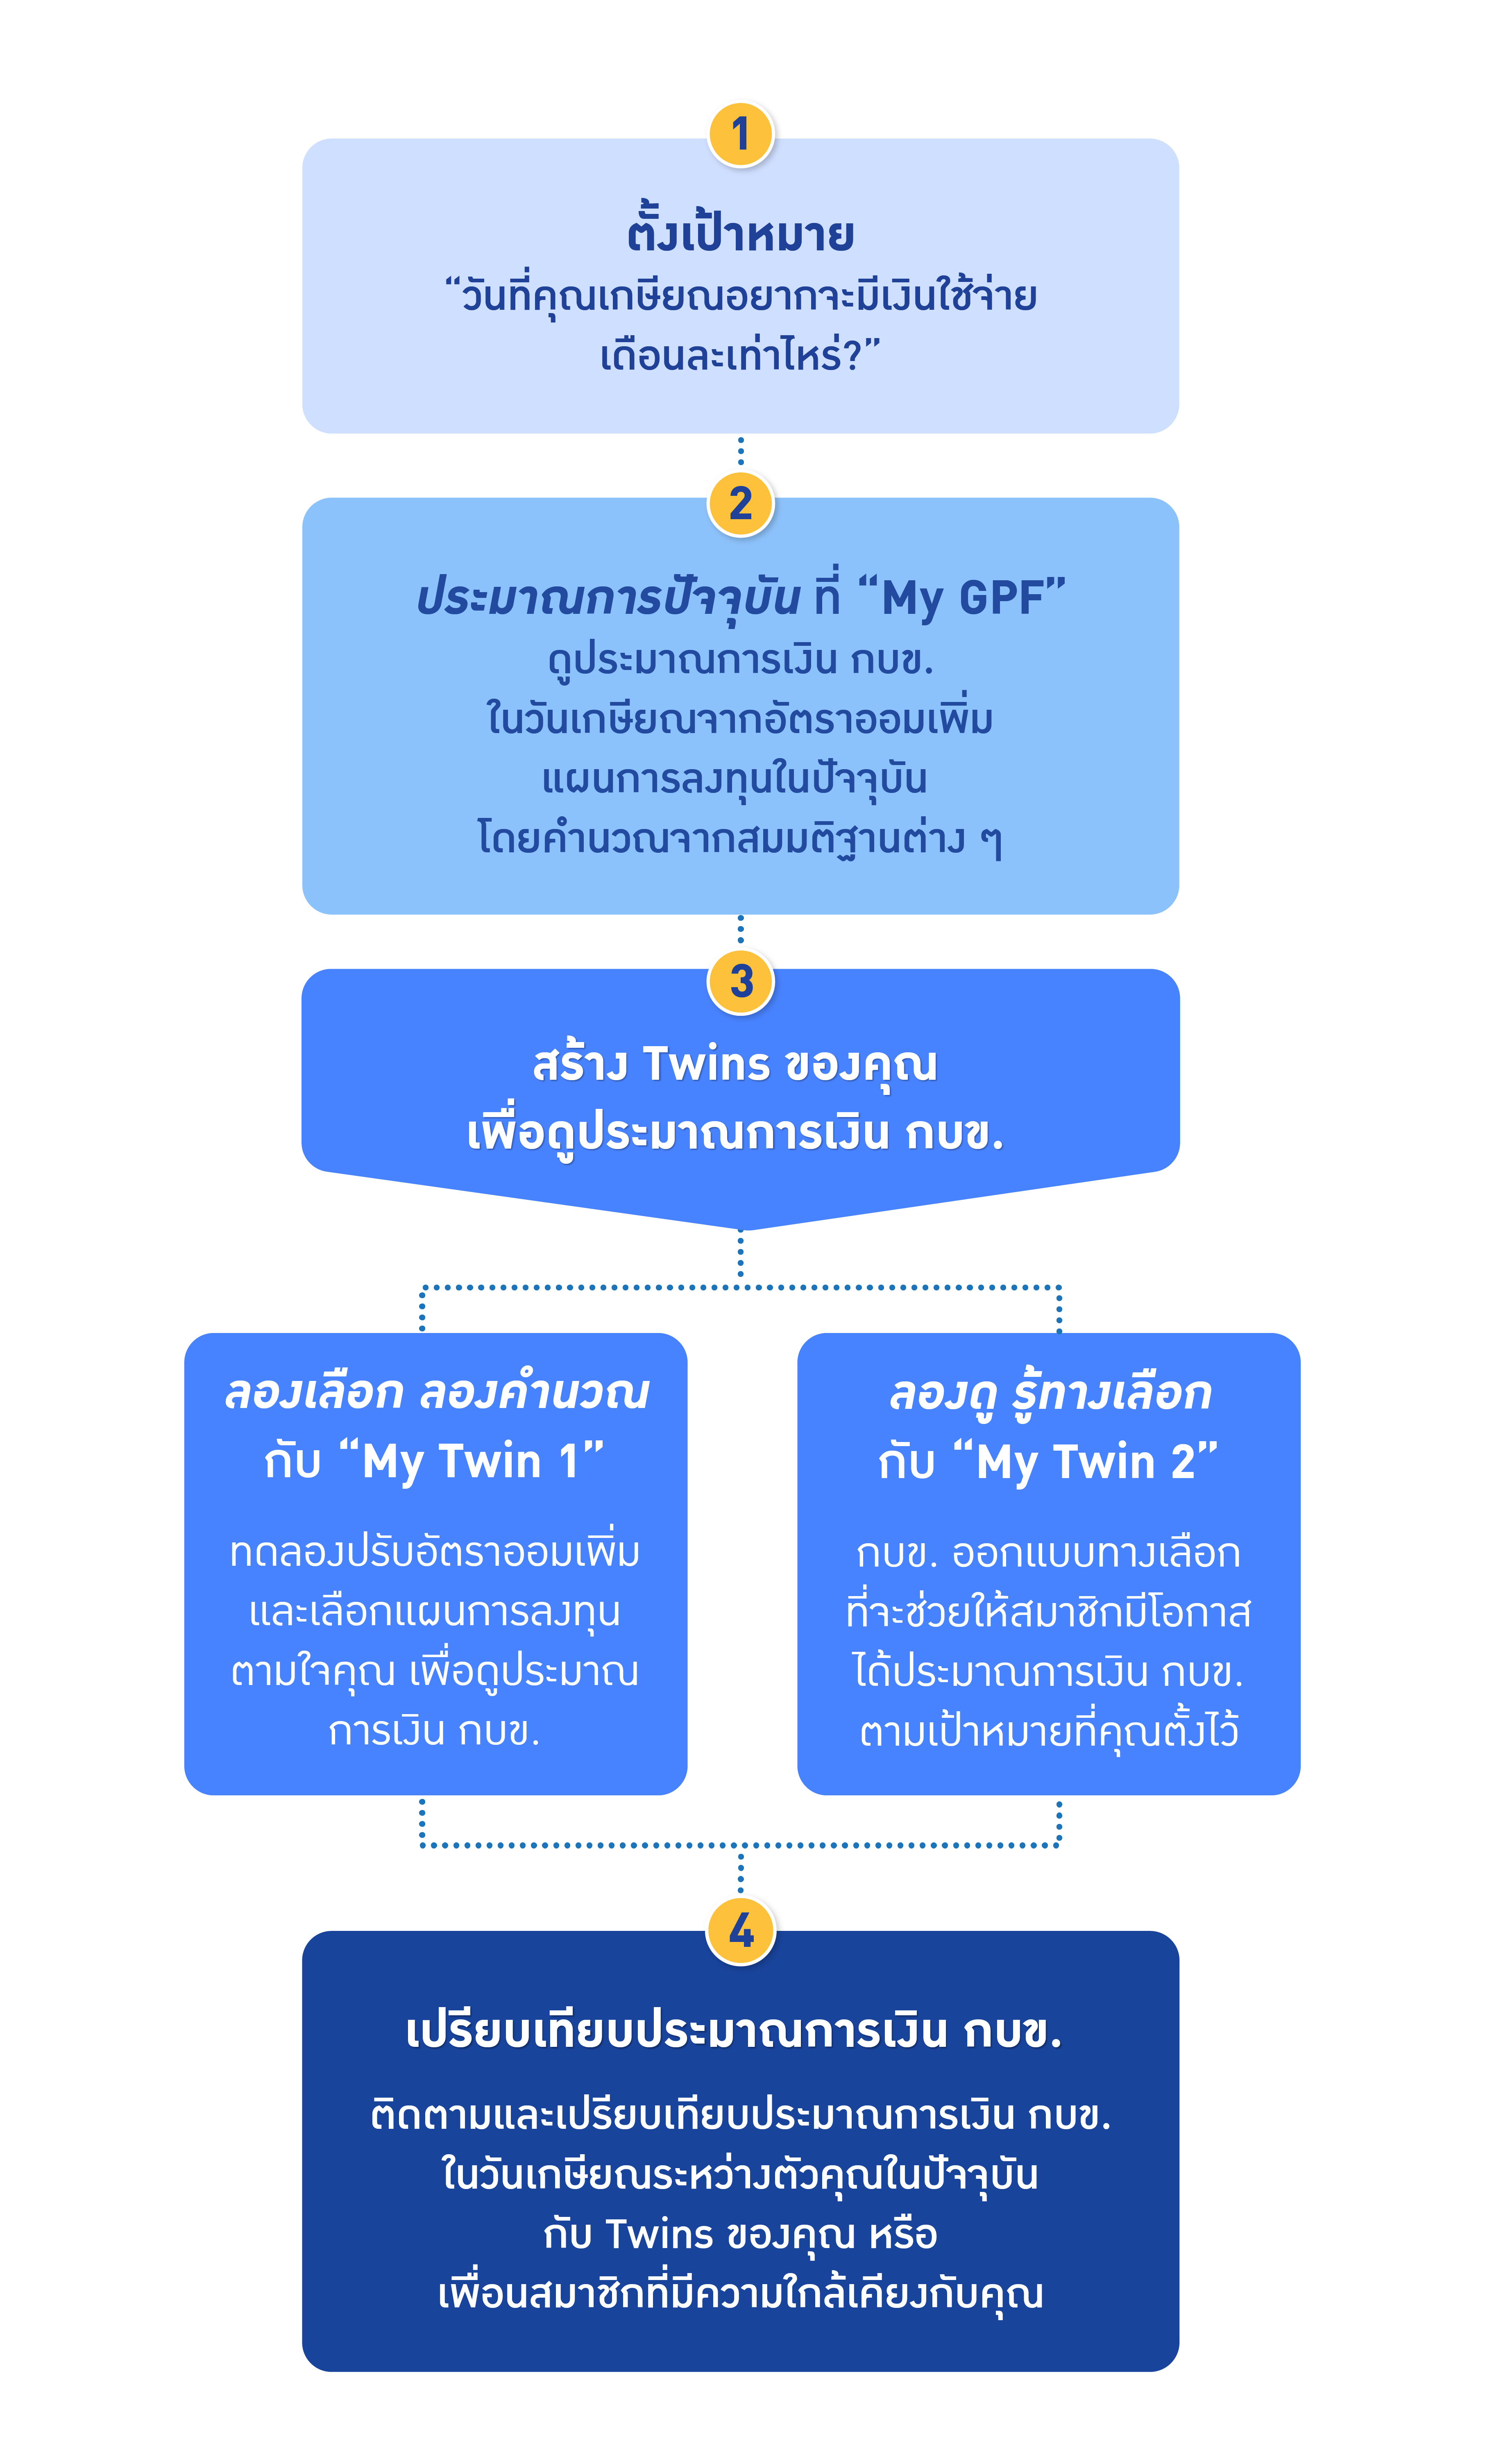 1
ตั้งเป้าหมาย
“วันที่คุณเกษียณอยากจะมีเงินใช้จ่าย
เดือนละเท่าไหร่?”
2
ประมาณการปัจจุบัน ที่ “My GPF”
ดูประมาณการเงิน กบข.
ในวันเกษียณจากอัตราออมเพิ่ม
แผนการลงทุนในปัจจุบัน
โดยคำนวณจากสมมติฐานต่าง ๆ
3
สร้าง Twins ของคุณ
เพื่อดูประมาณการเงิน กบข.
ลองเลือก ลองคำนวณ
กับ “My Twin 1”
ทดลองปรับอัตราออมเพิ่ม
และเลือกแผนการลงทุน
ตามใจคุณ เพื่อดูประมาณ
การเงิน กบข.
ลองดู รู้ทางเลือก
กับ “My Twin 2”
กบข. ออกแบบทางเลือก
ที่จะช่วยให้สมาชิกมีโอกาส
ได้ประมาณการเงิน กบข.
ตามเป้าหมายที่คุณตั้งไว้
4
เปรียบเทียบประมาณการเงิน กบข.
ติดตามและเปรียบเทียบประมาณการเงิน กบข.
ในวันเกษียณระหว่างตัวคุณในปัจจุบัน
กับ Twins ของคุณ หรือ
เพื่อนสมาชิกที่มีความใกล้เคียงกับคุณ